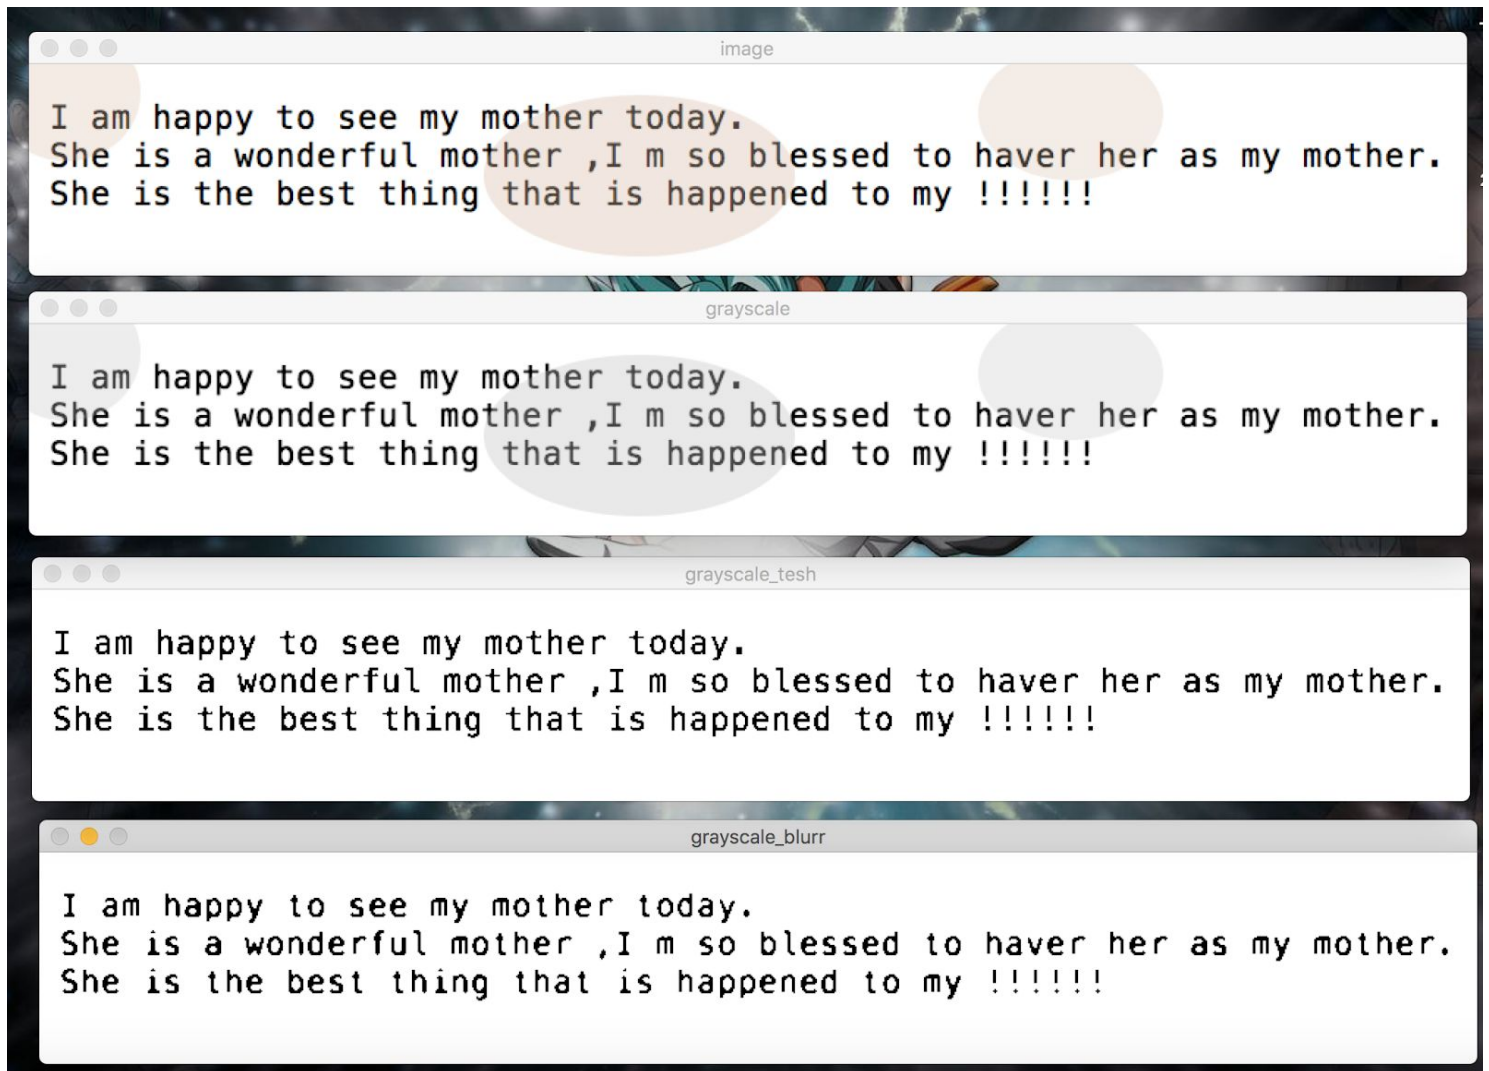 image
I am happy to see my mother today.
She is a wonderful mother ,I m so blessed to haver her as my mother.
She is the best thing that is happened to my !!!!!!
grayscale
I am happy to see my mother today.
She is a wonderful mother ,I m so blessed to haver her as my mother.
She is the best thing that is happened to my !!!!!!
grayscale_tesh
I am happy to see my mother today.
She is a wonderful mother ,I m so blessed to haver her as my mother.
She is the best thing that is happened to my !!!!!!
grayscale_blurr
I am happy to see my mother today.
She is a wonderful mother ,I m so blessed to haver her as my mother.
She is the best thing that is happened to my !!!!!!